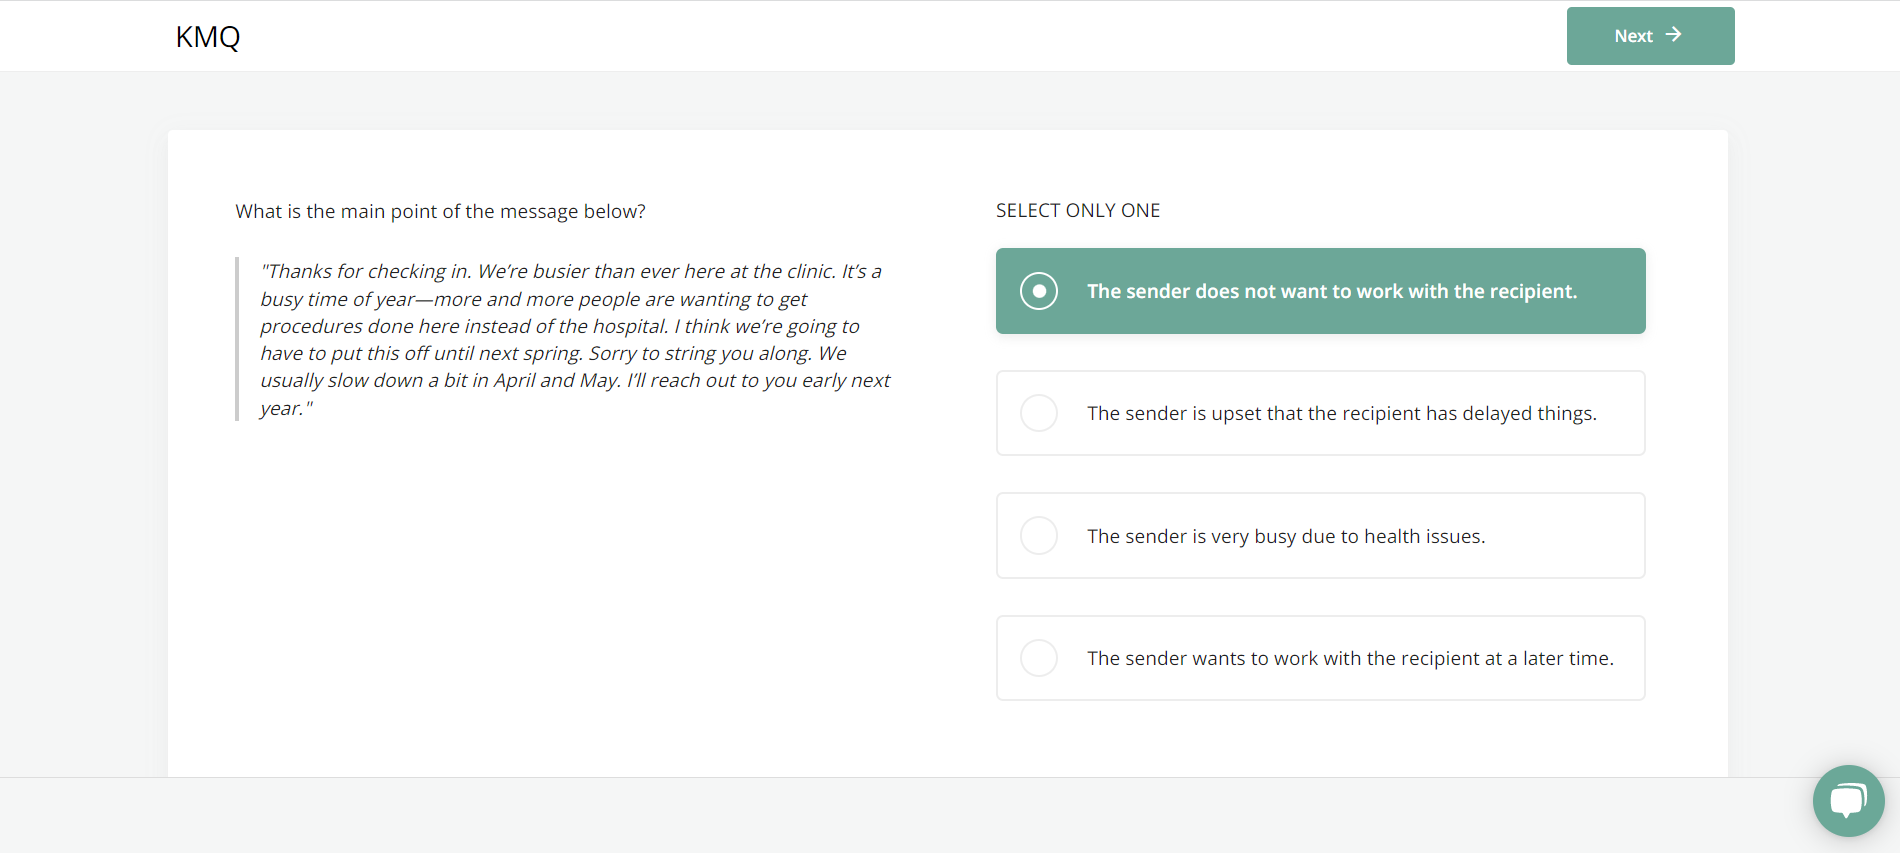 KMQ
Next
What is the main point of the message below?
"Thanks for checking in. We’re busier than ever here at the clinic. It’s a
busy time of year—more and more people are wanting to get
procedures done here instead of the hospital. I think we’re going to
have to put this off until next spring. Sorry to string you along. We
usually slow down a bit in April and May. I’ll reach out to you early next
year."
SELECT ONLY ONE
The sender does not want to work with the recipient.
The sender is upset that the recipient has delayed things.
The sender is very busy due to health issues.
The sender wants to work with the recipient at a later time.